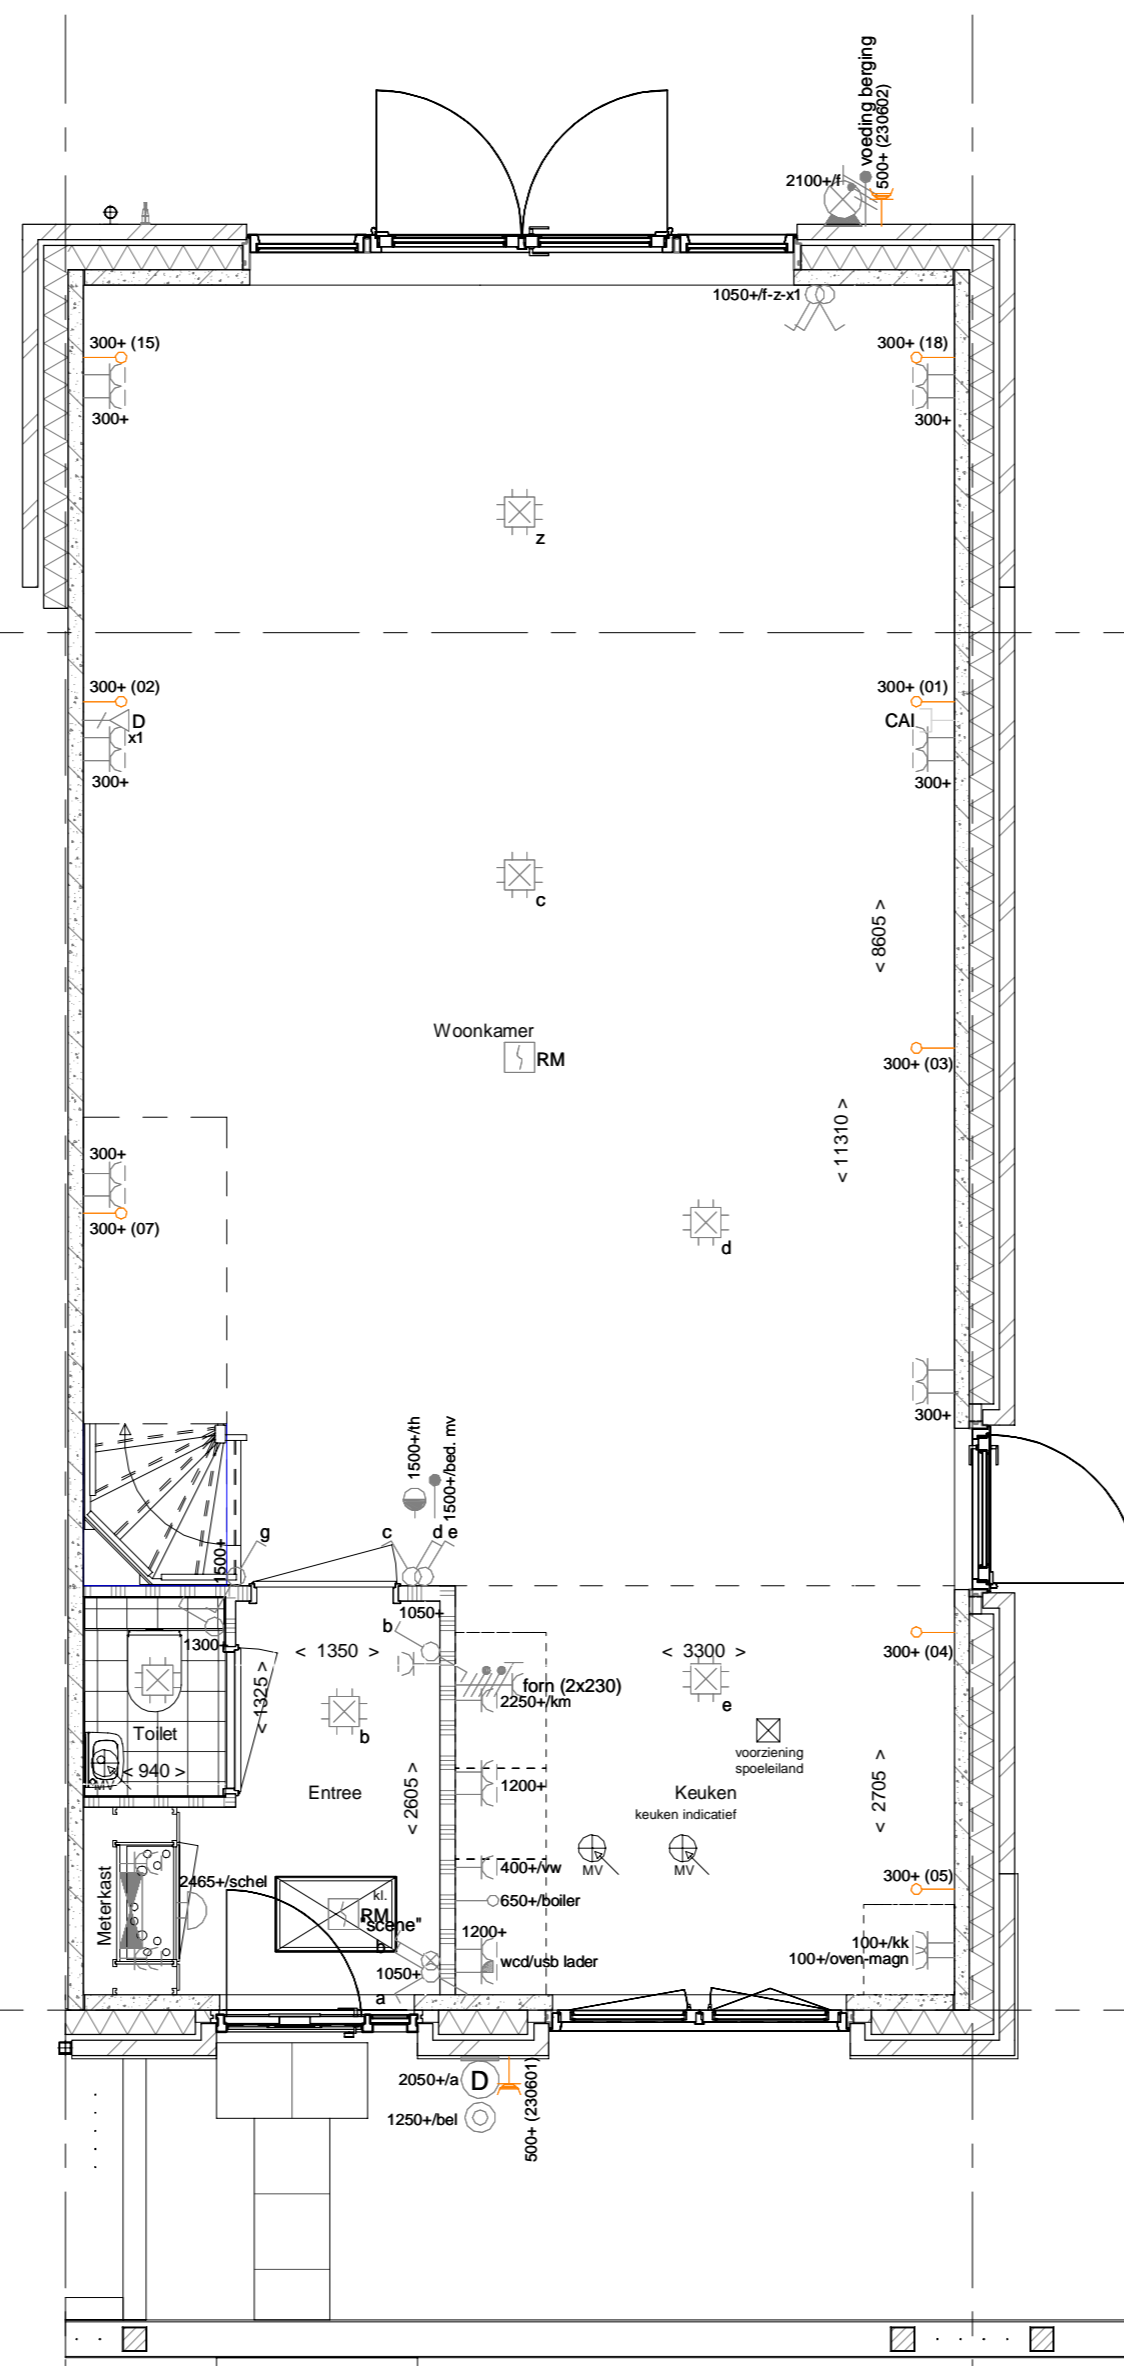 voeding berging
500+ (230602)
2100+/f
1050+/f-z-x1
300+ (15)
300+
300+ (18)
300+
z
300+ (02)
D
x1
300+
300+ (01)
CAI
300+
c
< 8605 >
Woonkamer
RM
300+ (03)
< 11310 >
300+
300+ (07)
d
300+
1500+/th
1500+/bed. mv
g
c
d e
1500+
1050+
1300+
b
< 1350 >
< 3300 >
300+ (04)
< 1325 >
forn (2x230)
2250+/km
e
b
Toilet
< 940 >
MV
voorziening
spoeleiland
Entree
< 2605 >
1200+
Keuken
keuken indicatief
< 2705 >
MV
MV
400+/vw
2465+/schel
300+ (05)
Meterkast
kl.
RM
"scene"
650+/boiler
b
1200+
1050+
wcd/usb lader
100+/kk
100+/oven-magn
a
2050+/a
D
1250+/bel
500+ (230601)